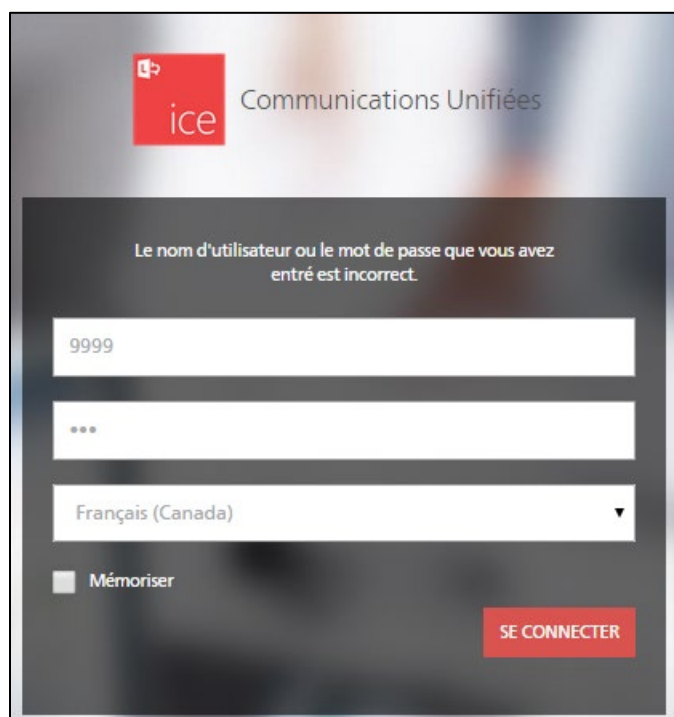 ice
Communications Unifiées
Le nom d'utilisateur ou le mot de passe que vous avez
entré est incorrect.
9999
•••
Français (Canada)
Mémoriser
SE CONNECTER